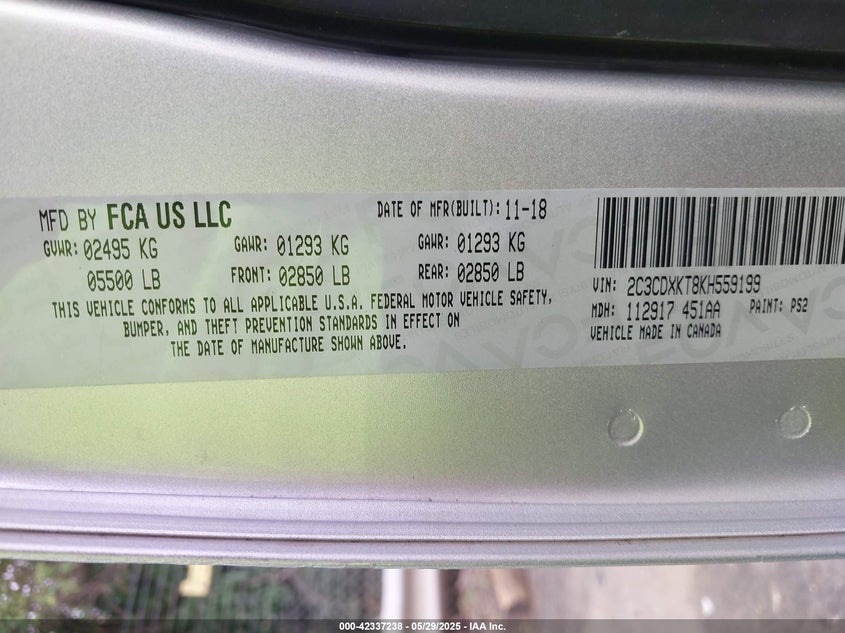 MFD BY FCA US LLC
DATE OF MFR(BUILT): 11-18
GVWR: 02495 KG GAWR: 01293 KG GAWR: 01293 KG
05500 LB FRONT: 02850 LB REAR: 02850 LB
THIS VEHICLE CONFORMS TO ALL APPLICABLE U.S.A. FEDERAL MOTOR VEHICLE SAFETY,
BUMPER, AND THEFT PREVENTION STANDARDS IN EFFECT ON
THE DATE OF MANUFACTURE SHOWN ABOVE.
VIN: 2C3CDXKT8KH559199
MDH: 112917 451AA PAINT: PS2
VEHICLE MADE IN CANADA
000-42337238 - 05/29/2025 - IAA Inc.